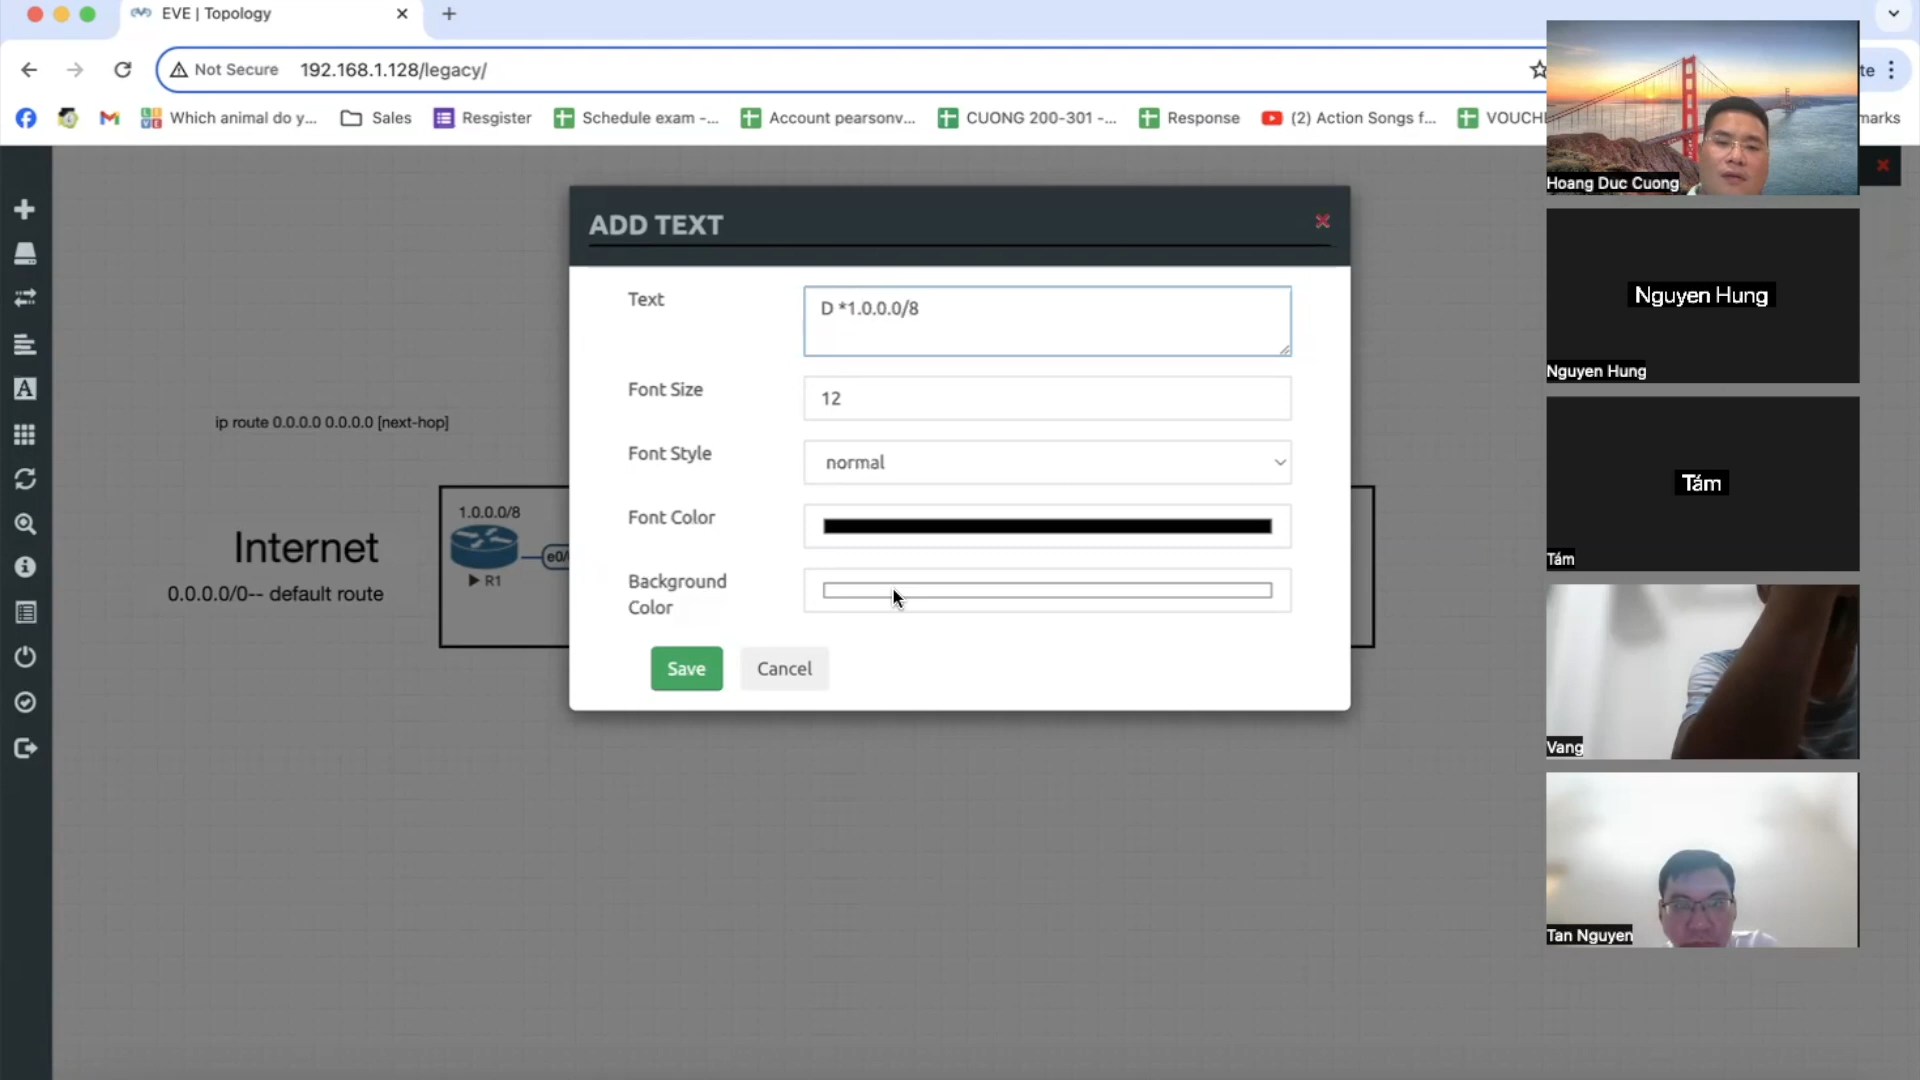 EVE | Topology
Not Secure
192.168.1.128/legacy/
te
Which animal do y...
Sales
Resgister
Schedule exam -...
Account pearsonv...
CUONG 200-301 -...
Response
(2) Action Songs f...
VOUCHE
marks
Hoang Duc Cuong
ADD TEXT
Text
D *1.0.0.0/8
Font Size
12
Font Style
normal
Font Color
Background
Color
Save
Cancel
ip route 0.0.0.0 0.0.0.0 [next-hop]
1.0.0.0/8
Internet
e0/
R1
0.0.0.0/0-- default route
Nguyen Hung
Nguyen Hung
Tám
Tám
Vang
Tan Nguyen